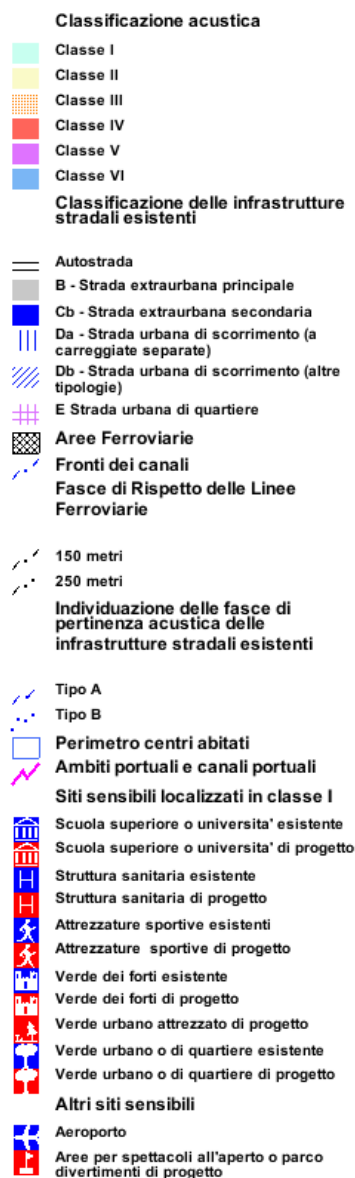 Classificazione acustica
Classe I
Classe II
Classe III
Classe IV
Classe V
Classe VI
Classificazione delle infrastrutture
stradali esistenti
Autostrada
B - Strada extraurbana principale
Cb - Strada extraurbana secondaria
Da - Strada urbana di scorrimento (a
carreggiate separate)
Db - Strada urbana di scorrimento (altre
tipologie)
E Strada urbana di quartiere
Aree Ferroviarie
Fronti dei canali
Fasce di Rispetto delle Linee
Ferroviarie
150 metri
250 metri
Individuazione delle fasce di
pertinenza acustica delle
infrastrutture stradali esistenti
Tipo A
Tipo B
Perimetro centri abitati
Ambiti portuali e canali portuali
Siti sensibili localizzati in classe I
Scuola superiore o universita' esistente
Scuola superiore o universita' di progetto
H Struttura sanitaria esistente
H Struttura sanitaria di progetto
Attrezzature sportive esistenti
Attrezzature sportive di progetto
Verde dei forti esistente
Verde dei forti di progetto
Verde urbano attrezzato di progetto
Verde urbano o di quartiere esistente
Verde urbano o di quartiere di progetto
Altri siti sensibili
Aeroporto
Aree per spettacoli all'aperto o parco
divertimenti di progetto